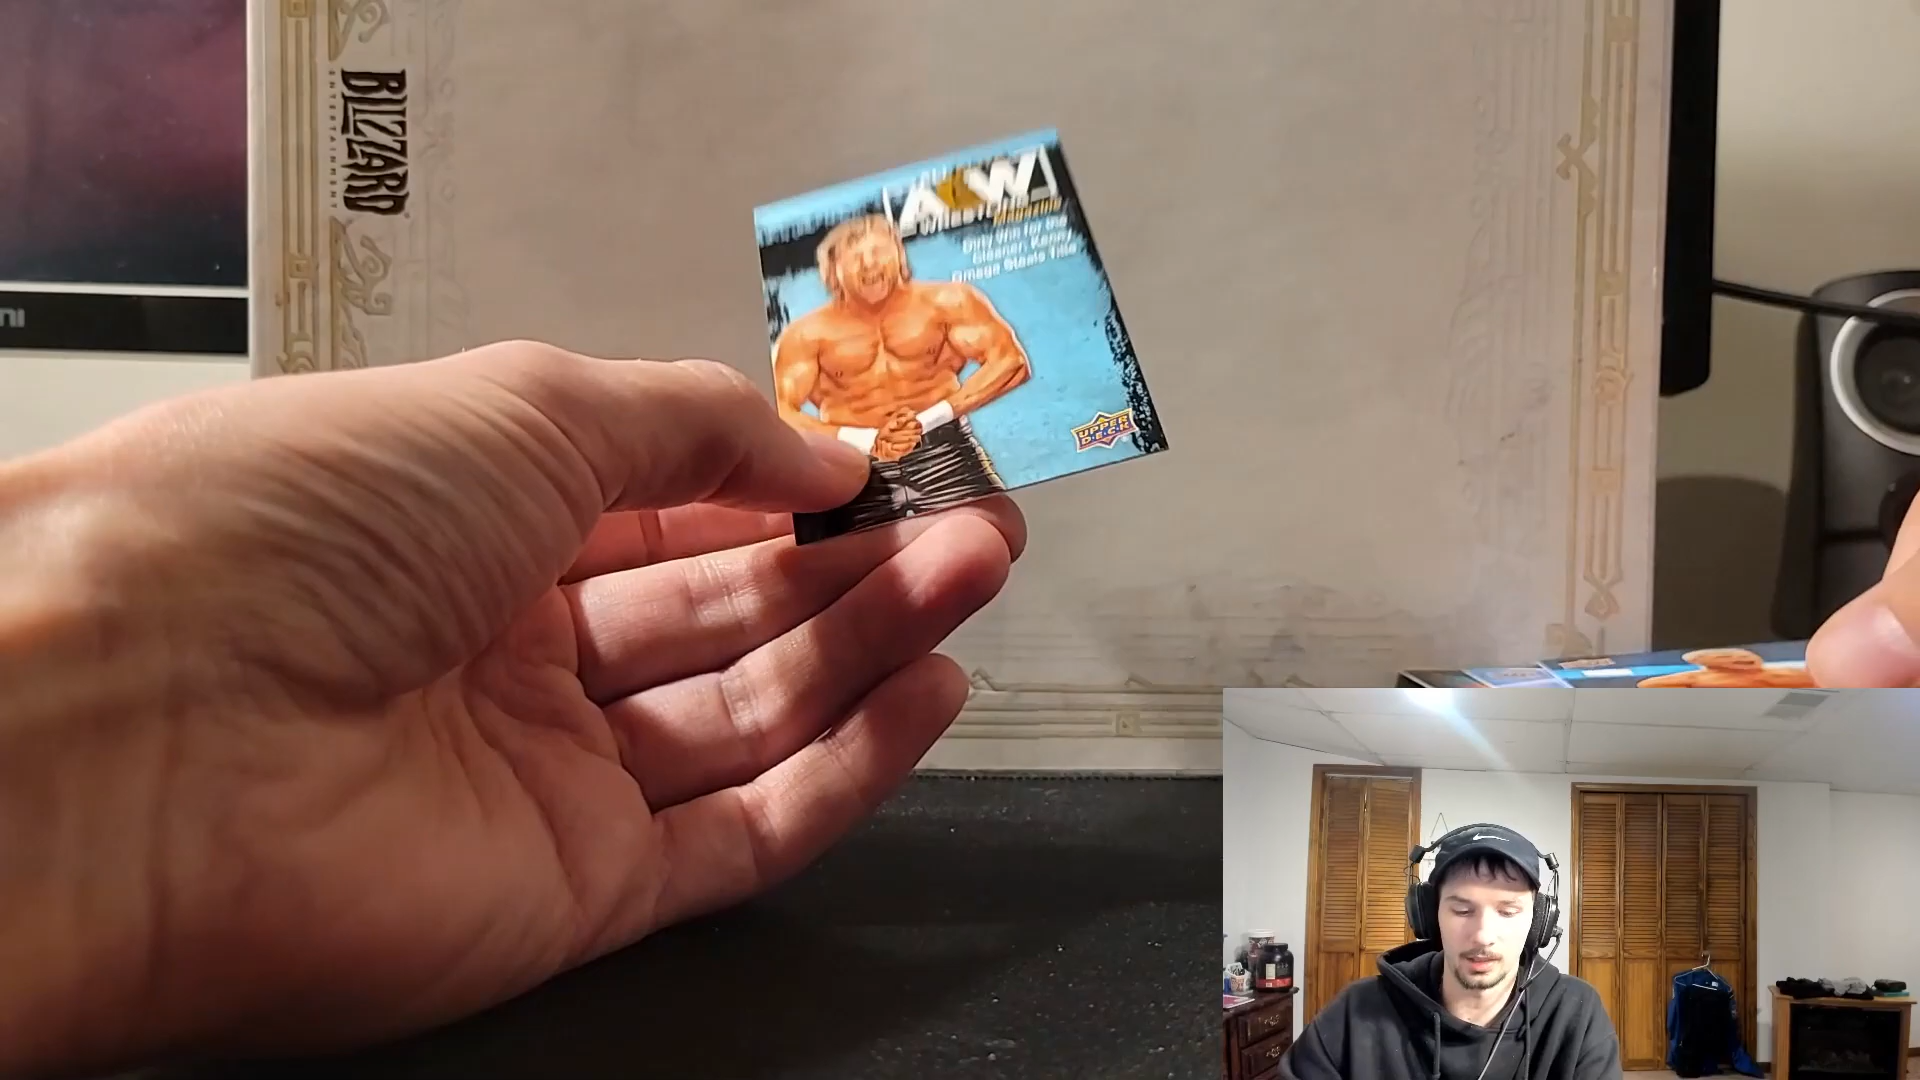 BLIZZARD
ENTERTAINMENT
AEW
WRESTLING
Dirty Win for the
Cleaner, Kenny
Omega Steals Title
UPPER
DECK